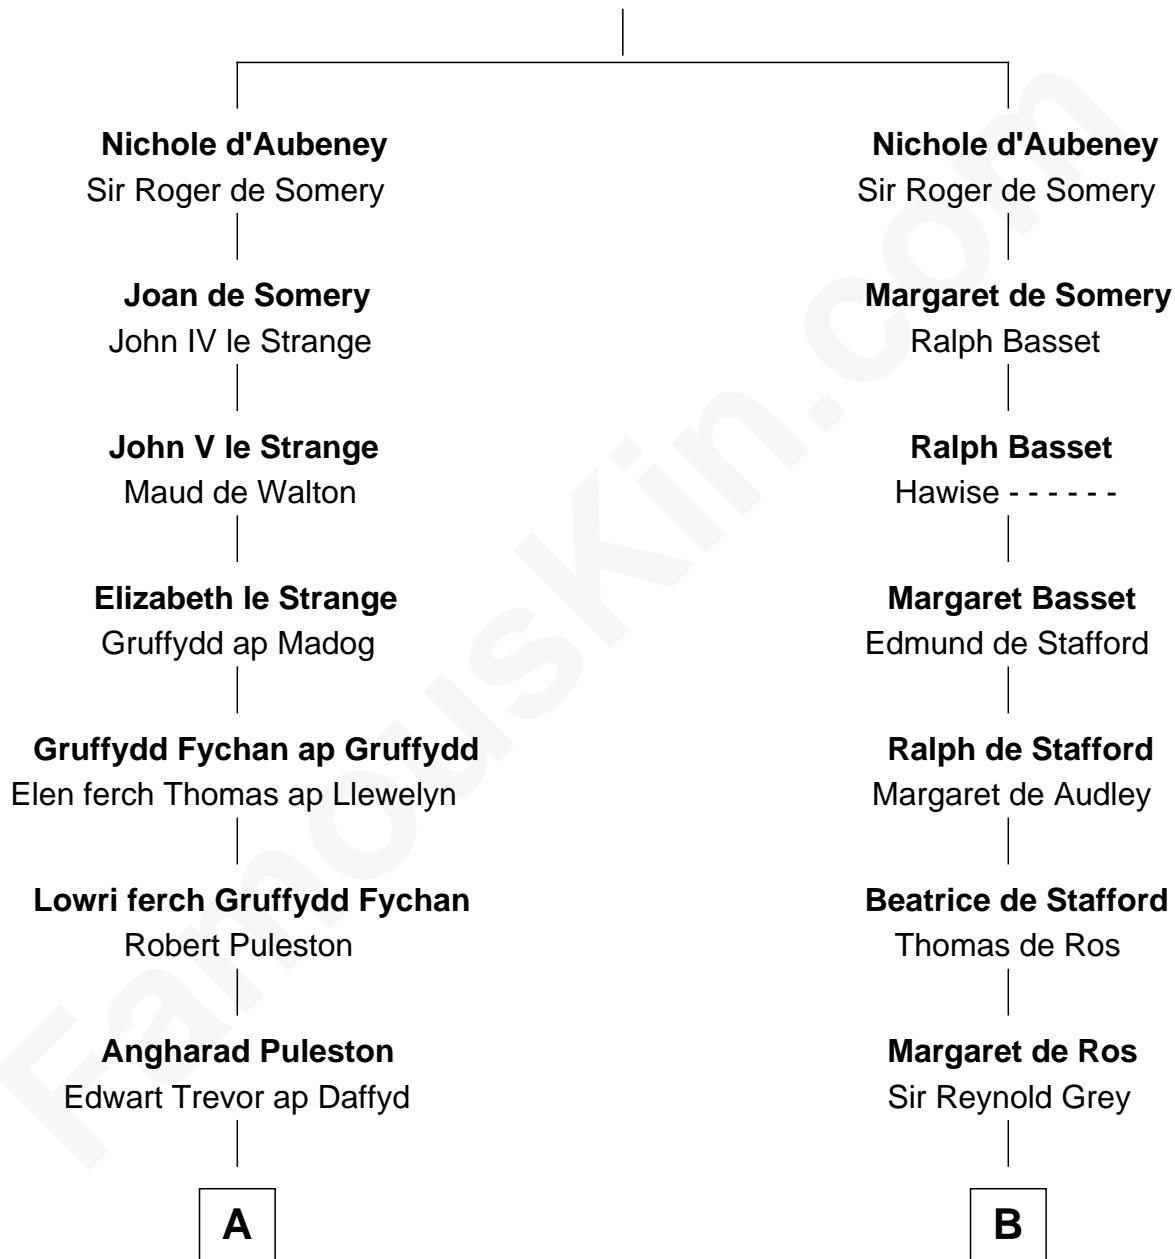 Nichole d'Aubeney
Sir Roger de Somery
Joan de Somery
John IV le Strange
John V le Strange
Maud de Walton
Elizabeth le Strange
Gruffydd ap Madog
Gruffydd Fychan ap Gruffydd
Elen ferch Thomas ap Llewelyn
Lowri ferch Gruffydd Fychan
Robert Puleston
Angharad Puleston
Edwart Trevor ap Daffyd
A
Nichole d'Aubeney
Sir Roger de Somery
Margaret de Somery
Ralph Basset
Ralph Basset
Hawise - - - - - -
Margaret Basset
Edmund de Stafford
Ralph de Stafford
Margaret de Audley
Beatrice de Stafford
Thomas de Ros
Margaret de Ros
Sir Reynold Grey
B
FamousKin.com